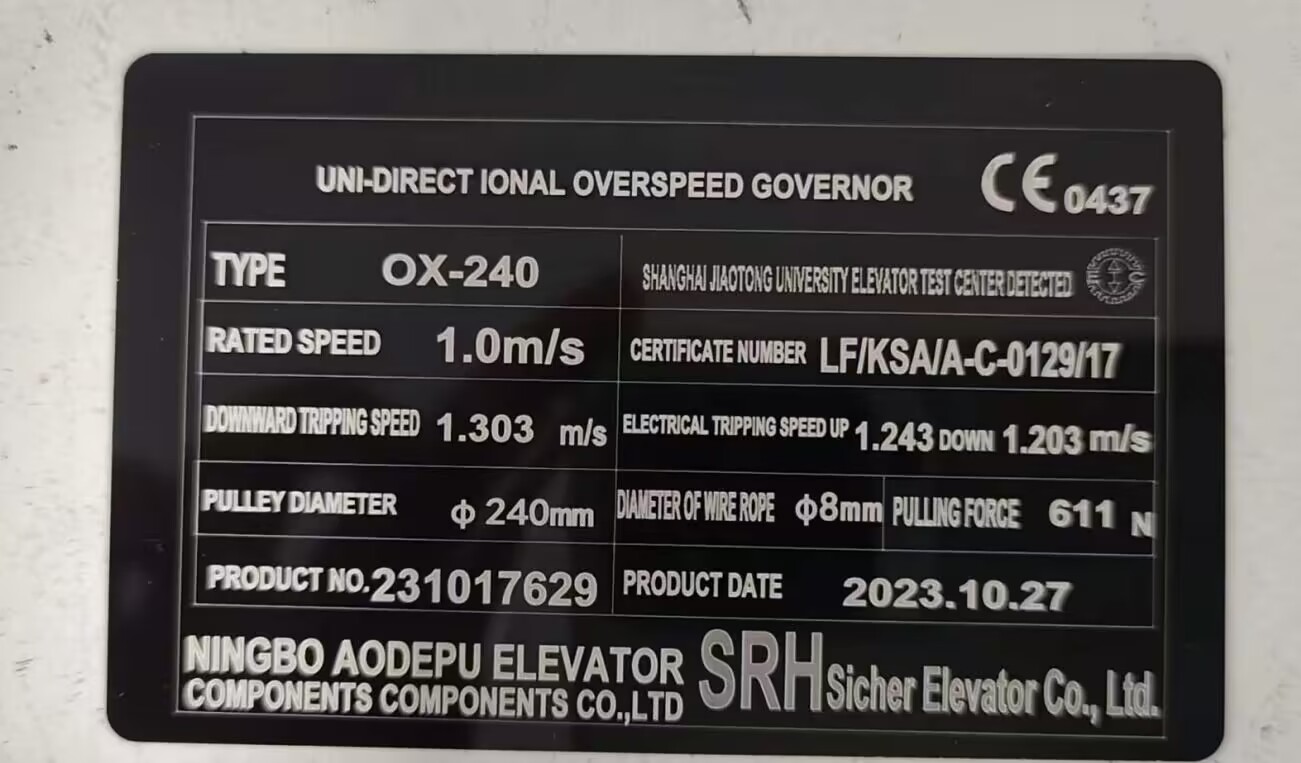 UNI-DIRECT IONAL OVERSPEED GOVERNOR CE 0437
TYPE OX-240 SHANGHAI JIAOTONG UNIVERSITY ELEVATOR TEST CENTER DETECTED
RATED SPEED 1.0m/s CERTIFICATE NUMBER LF/KSA/A-C-0129/17
DOWNWARD TRIPPING SPEED 1.303 m/s ELECTRICAL TRIPPING SPEED UP 1.243 DOWN 1.203 m/s
PULLEY DIAMETER ф 240mm DIAMETER OF WIRE ROPE ф8mm PULLING FORCE 611 N
PRODUCT NO.231017629 PRODUCT DATE 2023.10.27
NINGBO AODEPU ELEVATOR
COMPONENTS COMPONENTS CO.,LTD
SRH Sicher Elevator Co., Ltd.